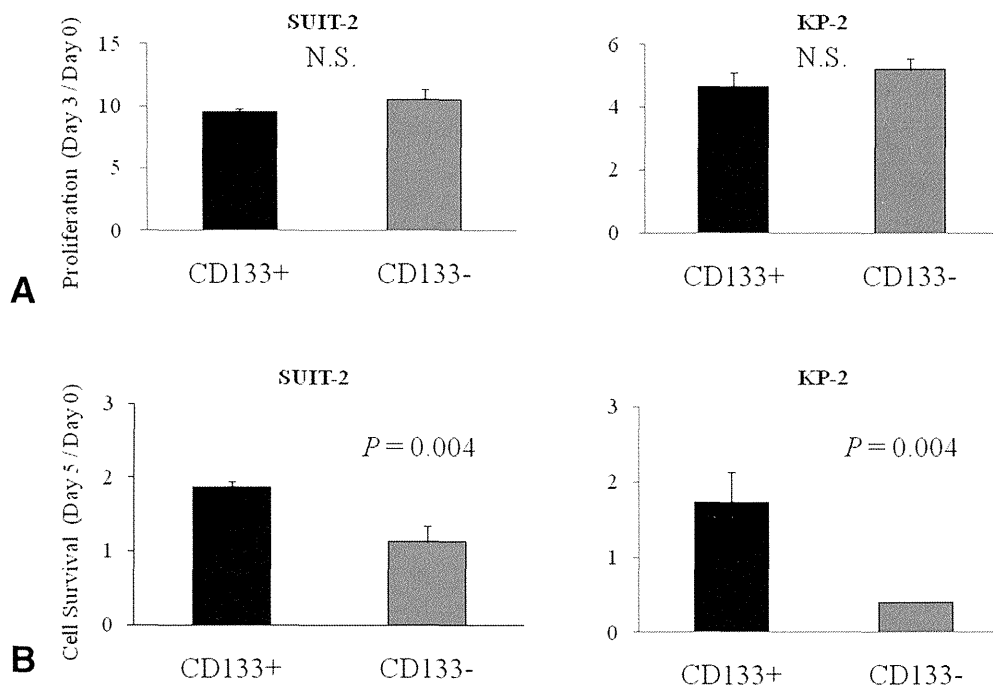 SUIT-2
N.S.
Proliferation (Day 3 / Day 0)
15
10
5
0
CD133+ CD133-
KP-2
N.S.
6
4
2
0
CD133+ CD133-
A
SUIT-2
P = 0.004
Cell Survival (Day 5 / Day 0)
3
2
1
0
CD133+ CD133-
KP-2
P = 0.004
3
2
1
0
CD133+ CD133-
B